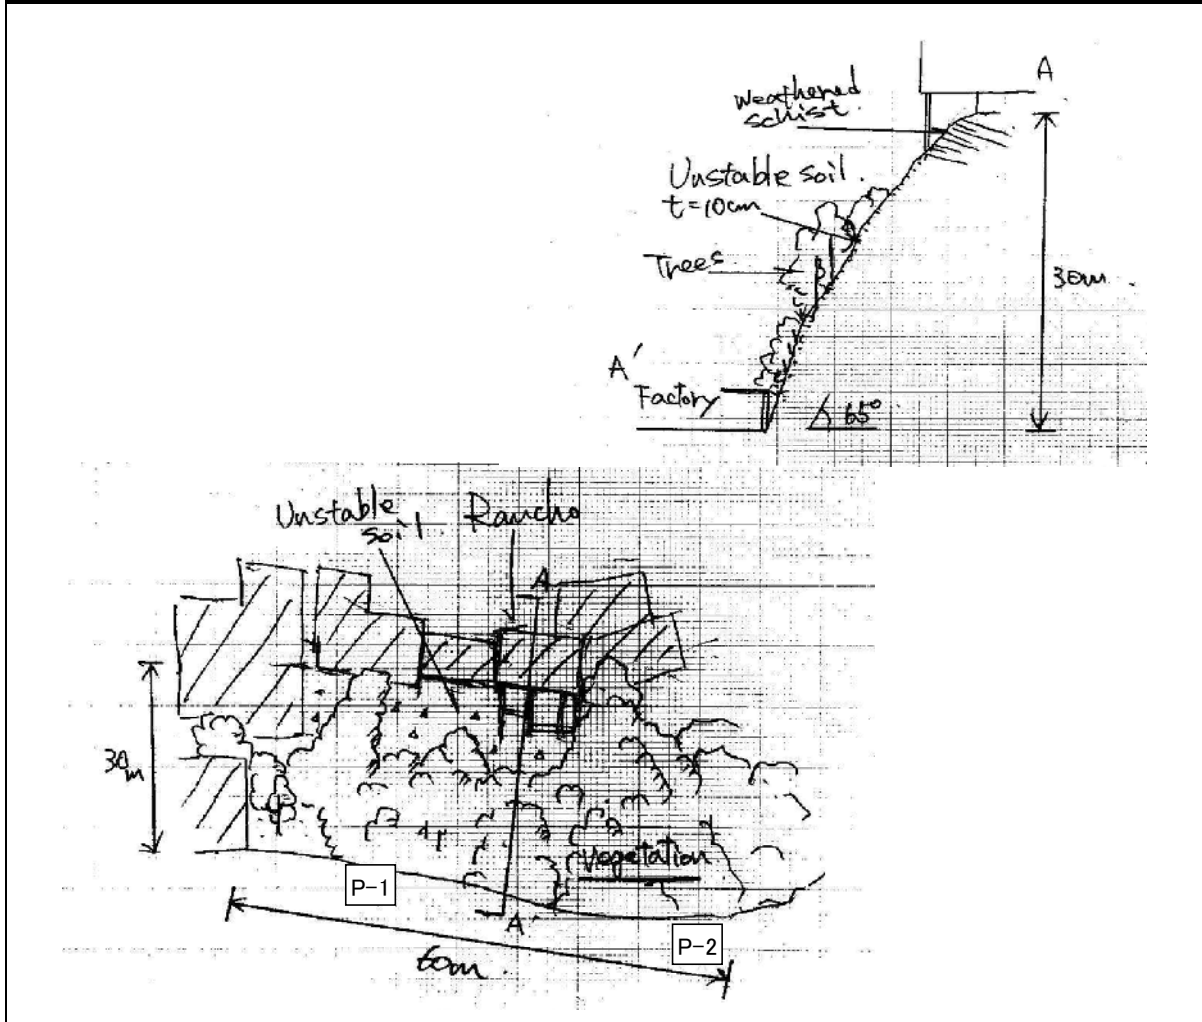 A
Weathered
schist.
Unstable soil.
t=10cm
Trees
30m.
A'
Factory
65°
Unstable
soil.
Rancho
A
30m
Vegetation
P-1
A'
P-2
60m.